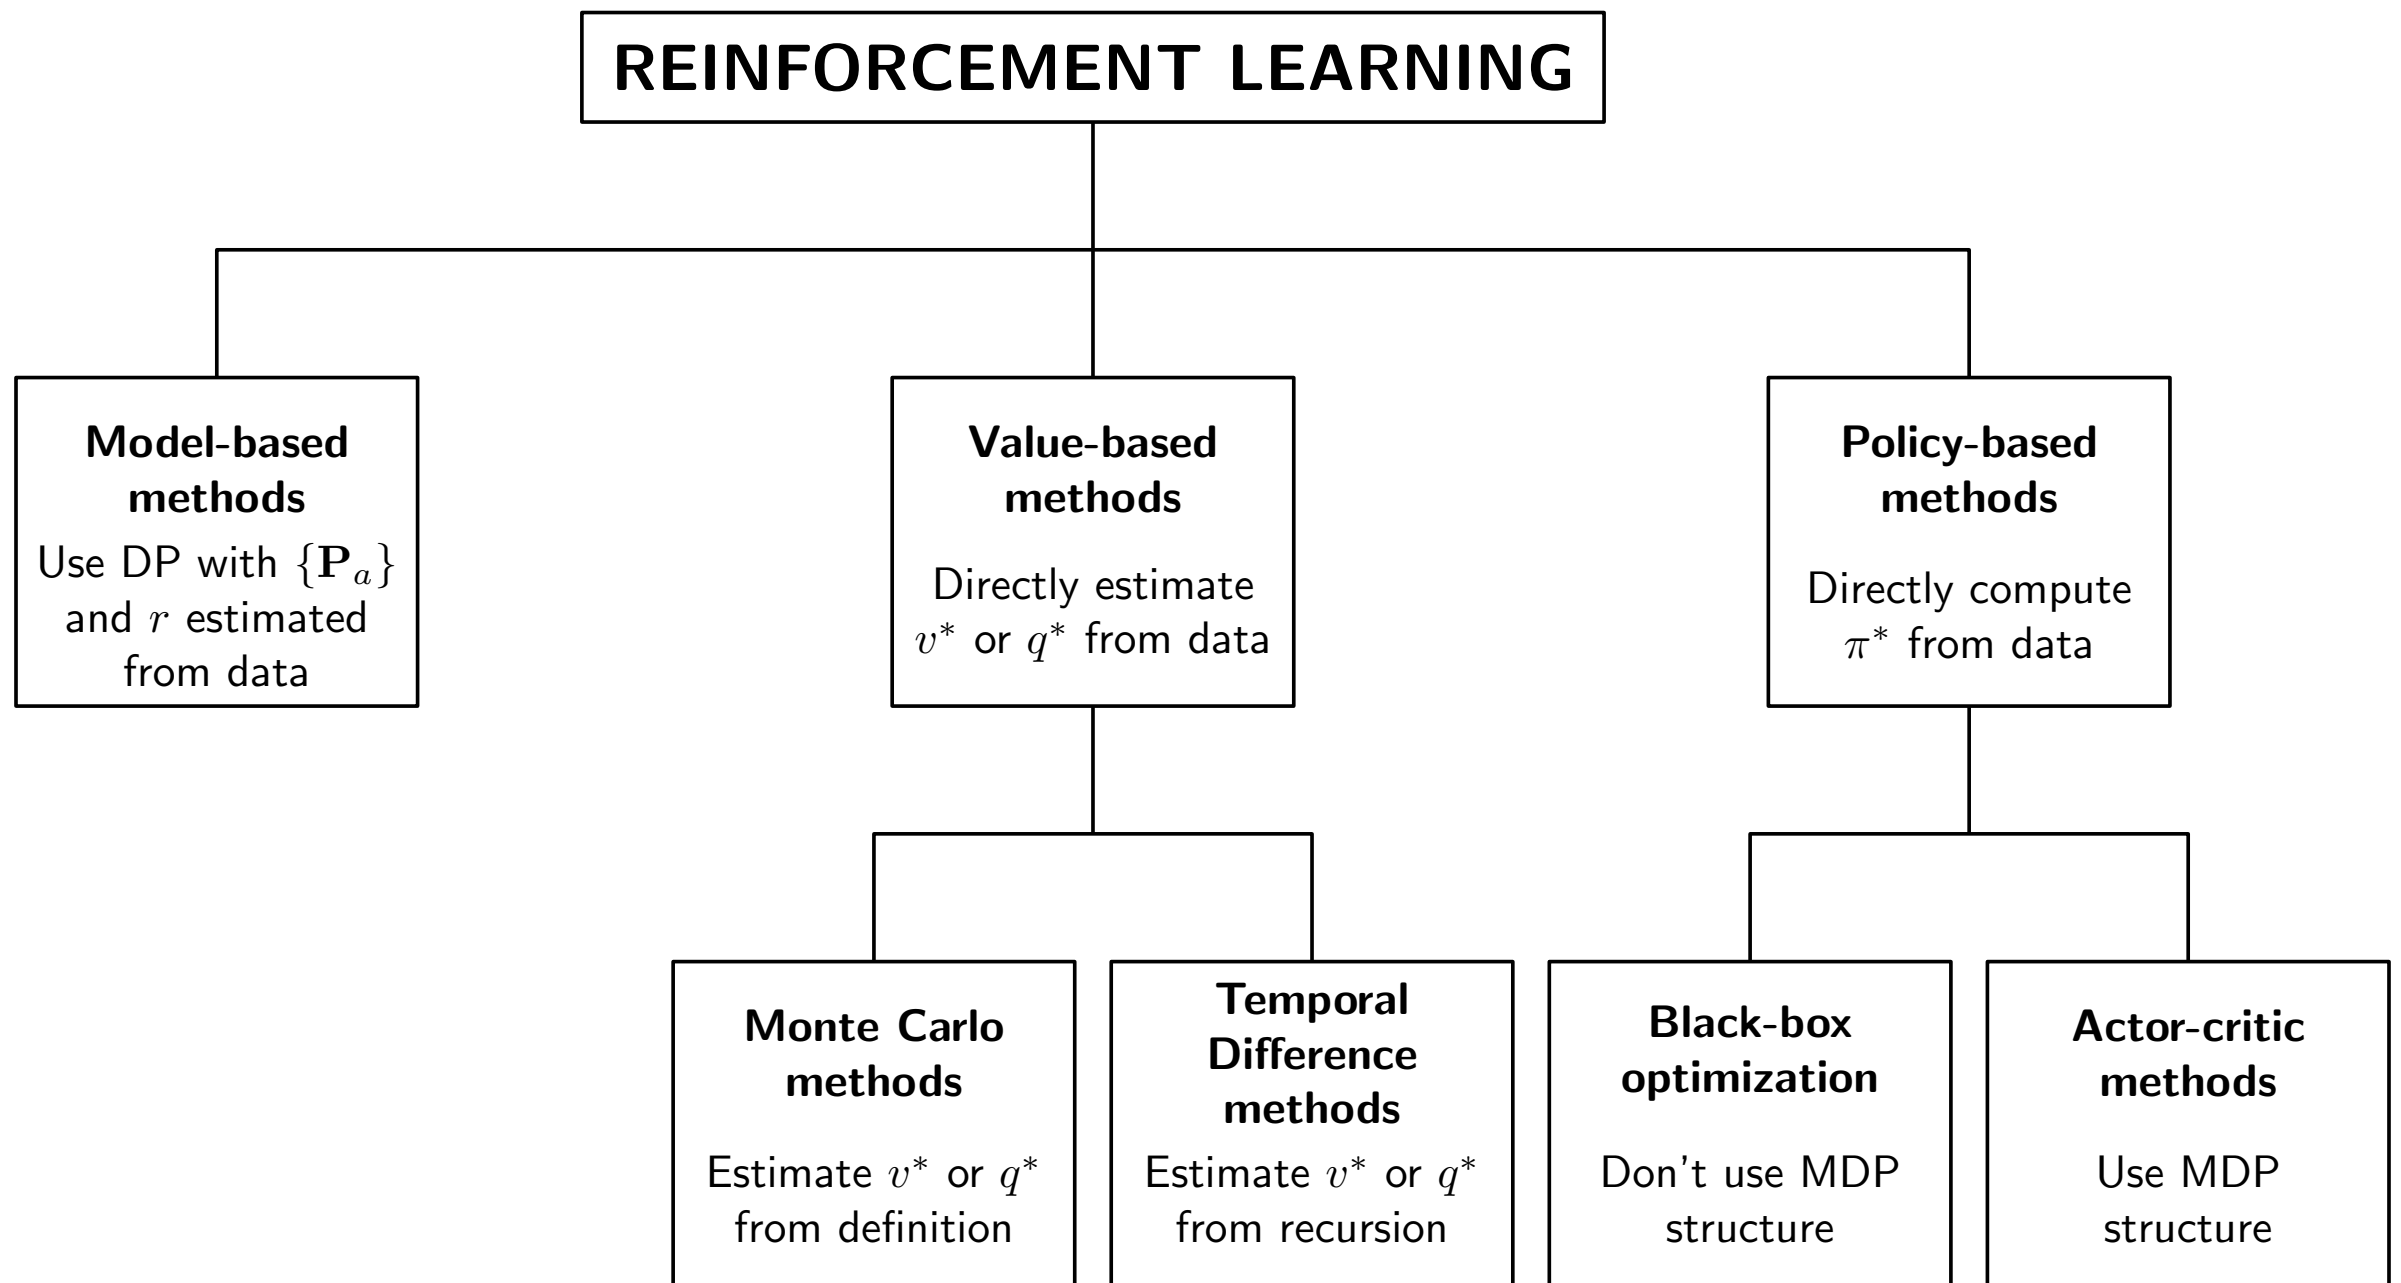 REINFORCEMENT LEARNING
Model-based
methods
Use DP with {P_a}
and r estimated
from data
Value-based
methods
Directly estimate
v* or q* from data
Policy-based
methods
Directly compute
π* from data
Monte Carlo
methods
Estimate v* or q*
from definition
Temporal
Difference
methods
Estimate v* or q*
from recursion
Black-box
optimization
Don't use MDP
structure
Actor-critic
methods
Use MDP
structure